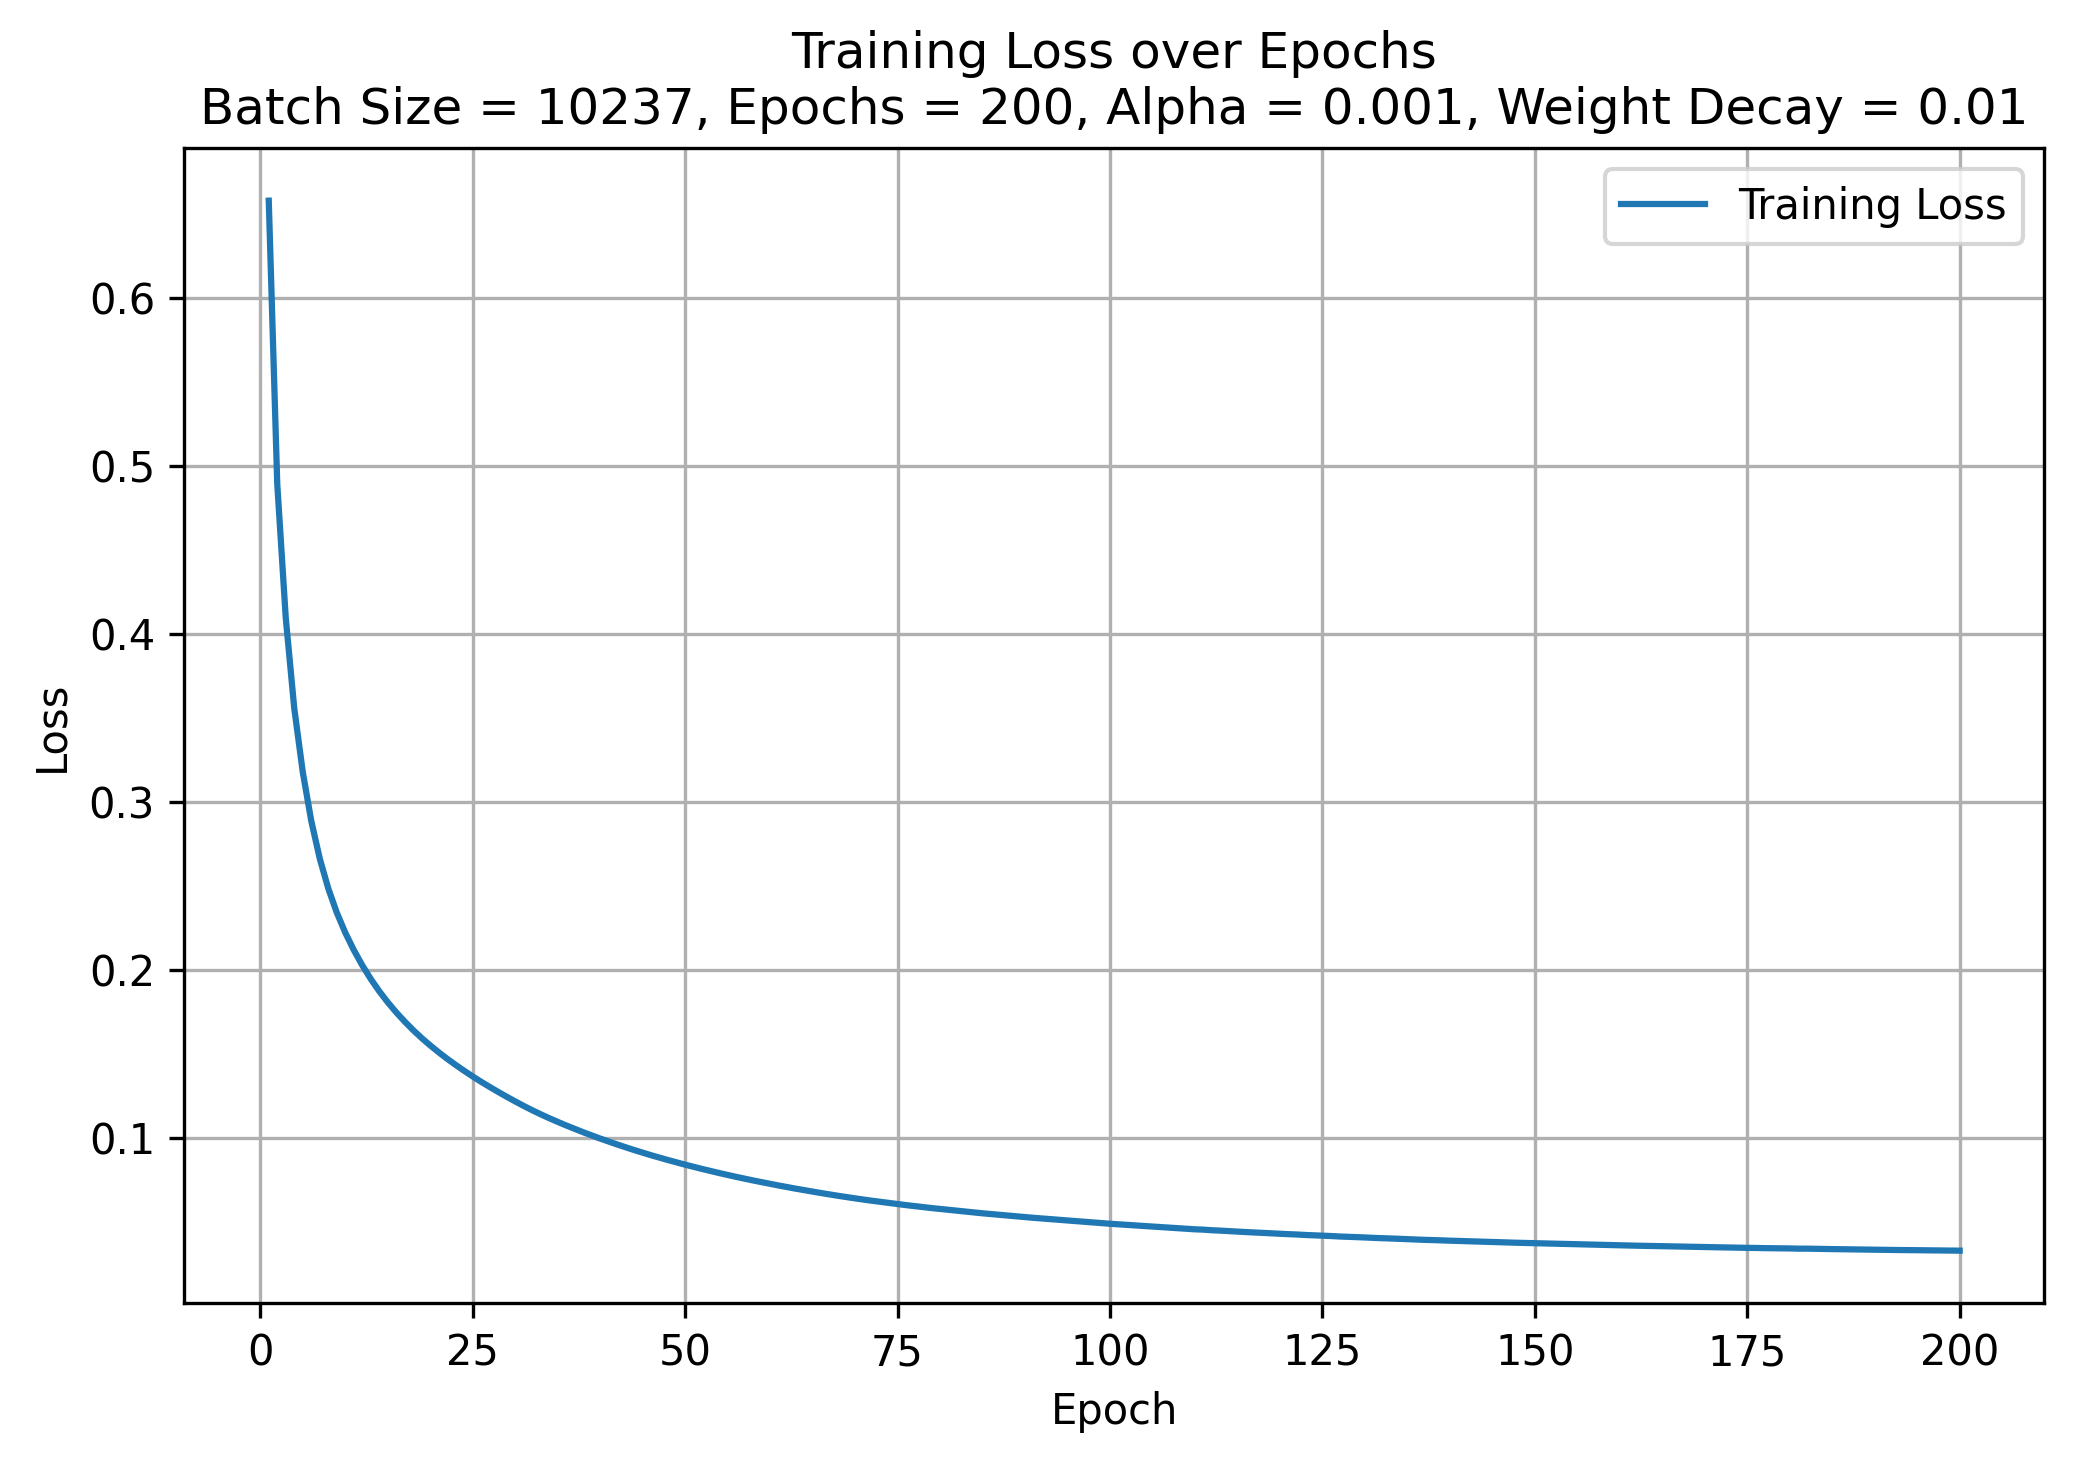 Training Loss over Epochs
Batch Size = 10237, Epochs = 200, Alpha = 0.001, Weight Decay = 0.01
Training Loss
0.6
0.5
0.4
0.3
0.2
0.1
Loss
0 25 50 75 100 125 150 175 200
Epoch